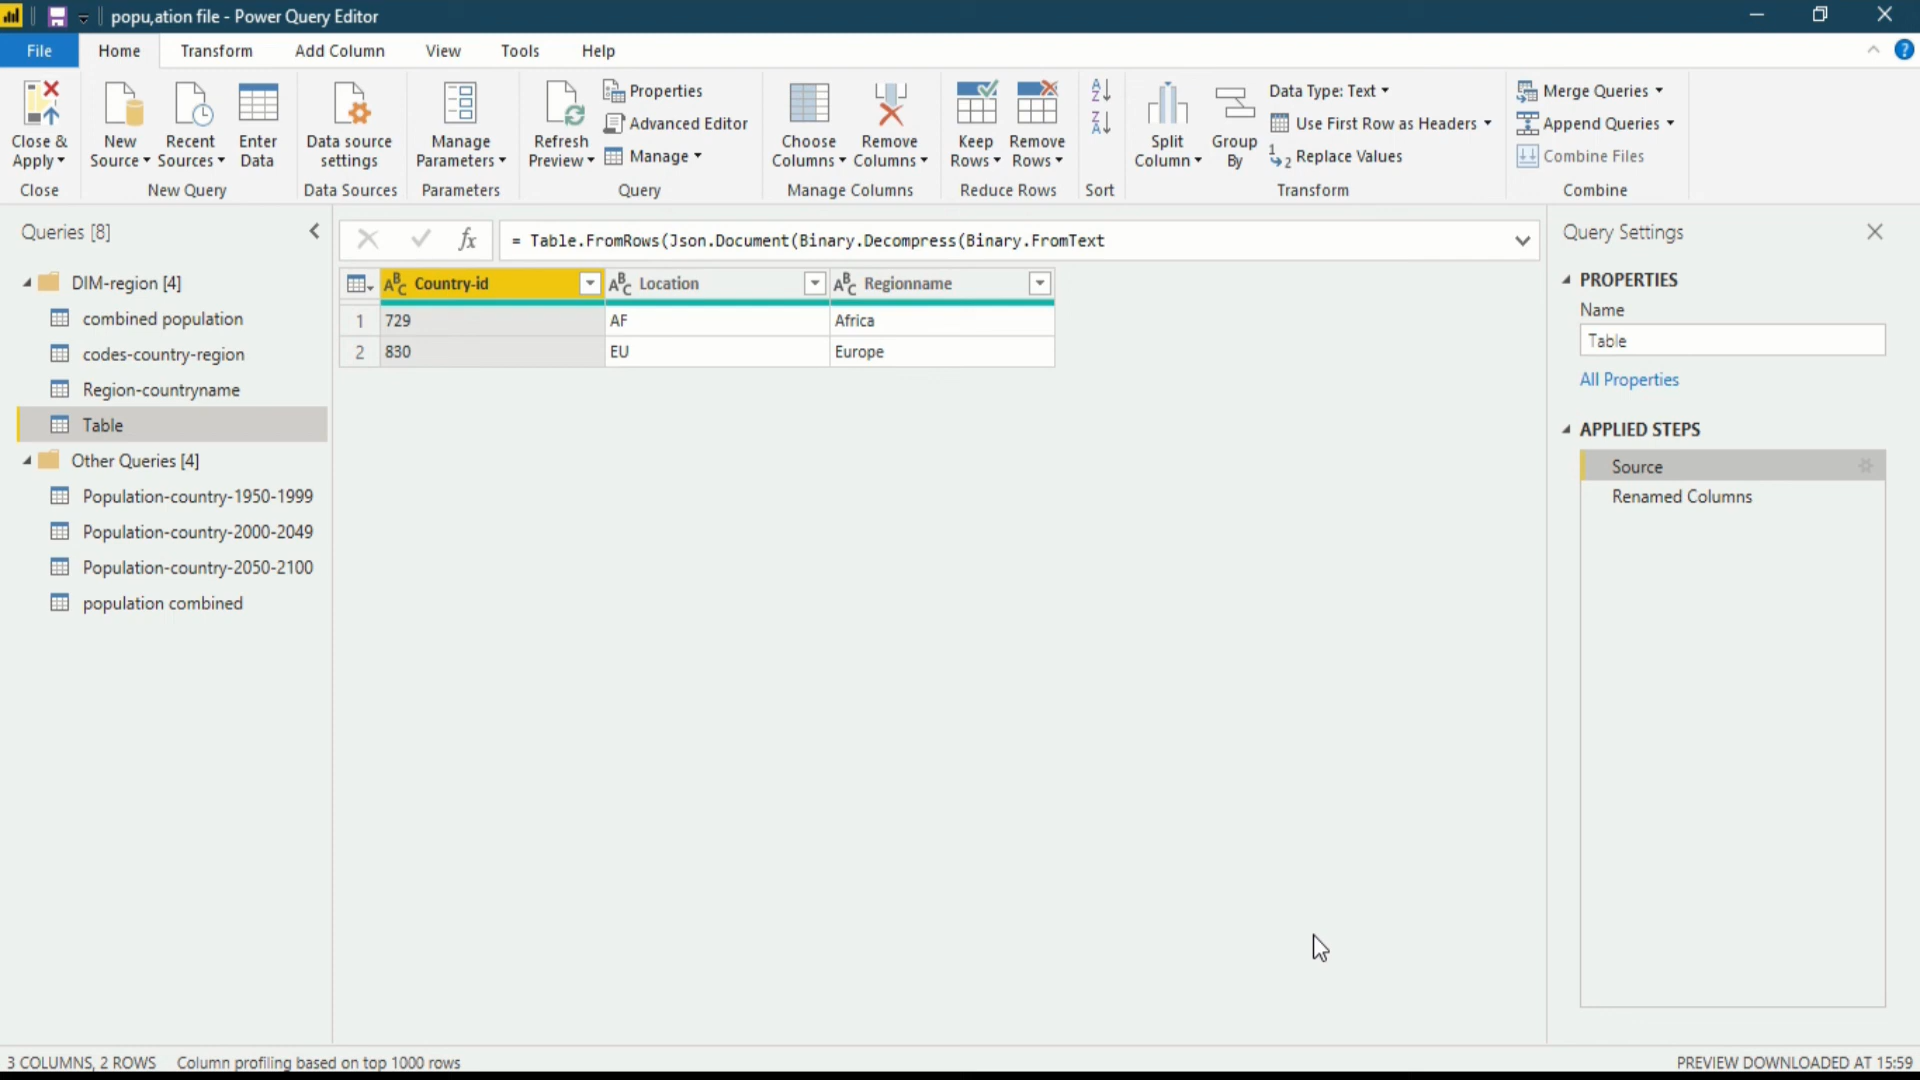 popu,ation file - Power Query Editor
File Home Transform Add Column View Tools Help
Close & Apply
Close
New Source
Recent Sources
Enter Data
New Query
Data source settings
Data Sources
Manage Parameters
Parameters
Refresh Preview
Properties
Advanced Editor
Manage
Query
Choose Columns
Remove Columns
Manage Columns
Keep Rows
Remove Rows
Reduce Rows
Sort
Split Column
Group By
Data Type: Text
Use First Row as Headers
Replace Values
Transform
Merge Queries
Append Queries
Combine Files
Combine
Queries [8]
DIM-region [4]
combined population
codes-country-region
Region-countryname
Table
Other Queries [4]
Population-country-1950-1999
Population-country-2000-2049
Population-country-2050-2100
population combined
fx = Table.FromRows(Json.Document(Binary.Decompress(Binary.FromText
Country-id Location Regionname
1 729 AF Africa
2 830 EU Europe
Query Settings
PROPERTIES
Name
Table
All Properties
APPLIED STEPS
Source
Renamed Columns
3 COLUMNS, 2 ROWS Column profiling based on top 1000 rows
PREVIEW DOWNLOADED AT 15:59